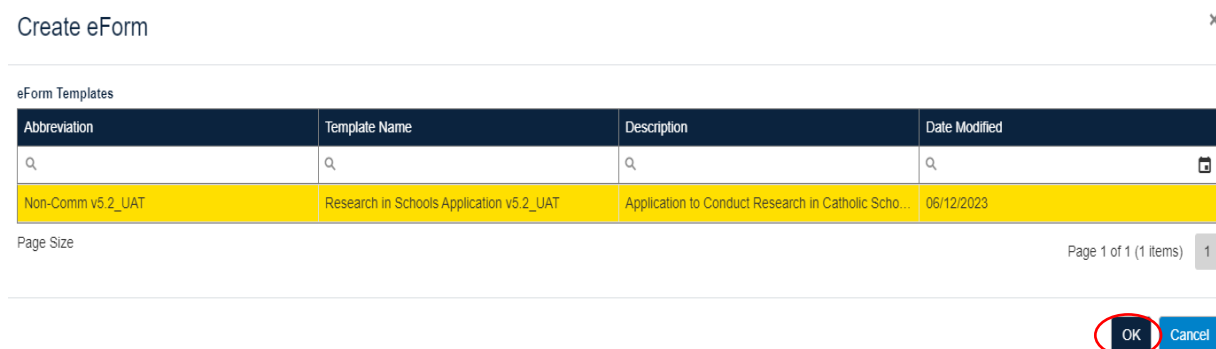 Create eForm
eForm Templates
Abbreviation Template Name Description Date Modified
Non-Comm v5.2_UAT Research in Schools Application v5.2_UAT Application to Conduct Research in Catholic Scho... 06/12/2023
Page Size
Page 1 of 1 (1 items) 1
OK Cancel